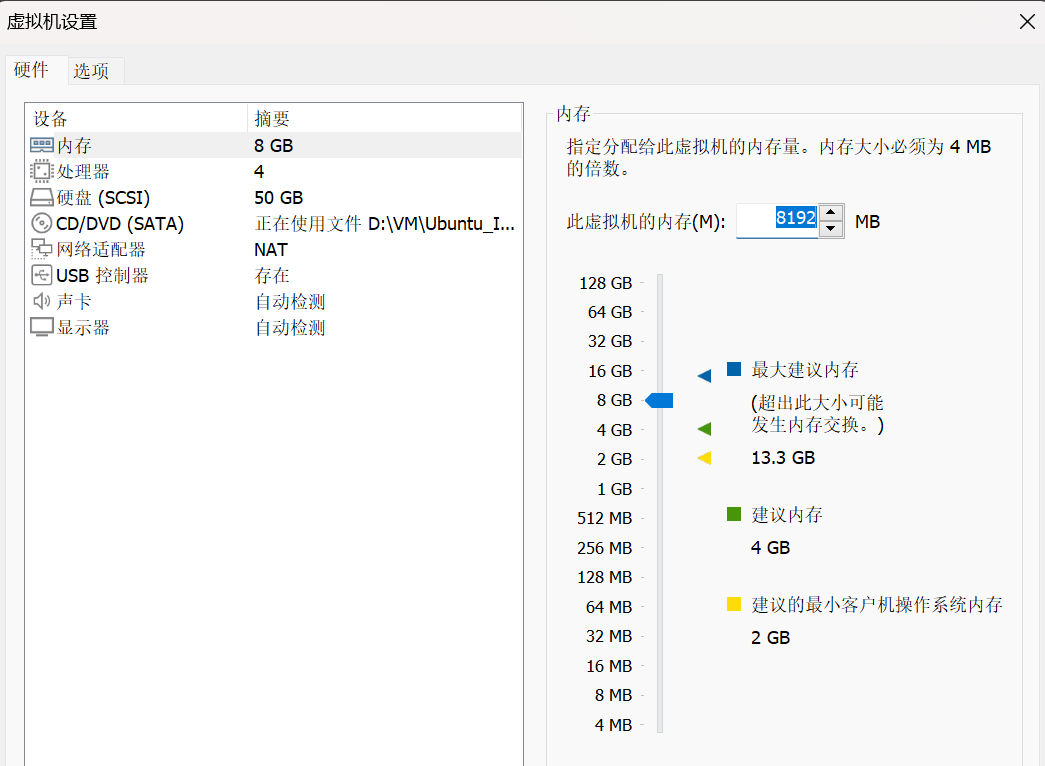 虚拟机设置
硬件 选项
设备 摘要
内存 8 GB
处理器 4
硬盘 (SCSI) 50 GB
CD/DVD (SATA) 正在使用文件 D:\VM\Ubuntu_I...
网络适配器 NAT
USB 控制器 存在
声卡 自动检测
显示器 自动检测
内存
指定分配给此虚拟机的内存量。内存大小必须为 4 MB
的倍数。
此虚拟机的内存(M): 8192 MB
128 GB
64 GB
32 GB
16 GB
8 GB
4 GB
2 GB
1 GB
512 MB
256 MB
128 MB
64 MB
32 MB
16 MB
8 MB
4 MB
最大建议内存
(超出此大小可能
发生内存交换。)
13.3 GB
建议内存
4 GB
建议的最小客户机操作系统内存
2 GB